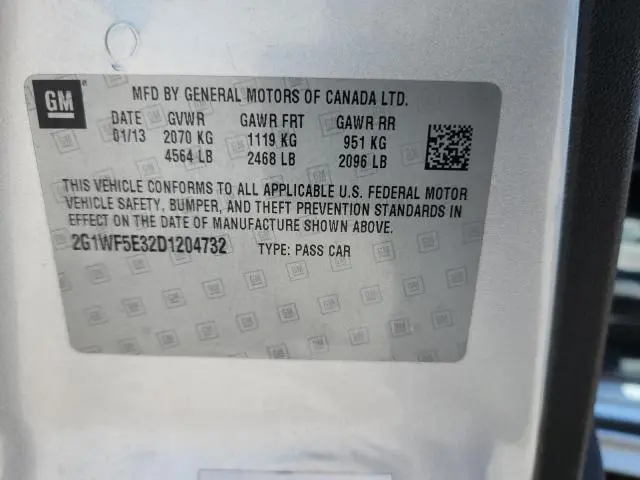 GM
MFD BY GENERAL MOTORS OF CANADA LTD.
DATE GVWR GAWR FRT GAWR RR
01/13 2070 KG 1119 KG 951 KG
4564 LB 2468 LB 2096 LB
THIS VEHICLE CONFORMS TO ALL APPLICABLE U.S. FEDERAL MOTOR
VEHICLE SAFETY, BUMPER, AND THEFT PREVENTION STANDARDS IN
EFFECT ON THE DATE OF MANUFACTURE SHOWN ABOVE.
2G1WF5E32D1204732 TYPE: PASS CAR